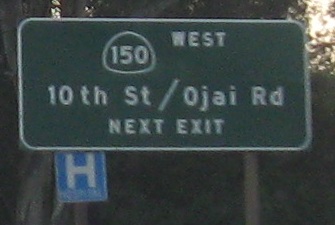 150 WEST
10th St / Ojai Rd
NEXT EXIT
H